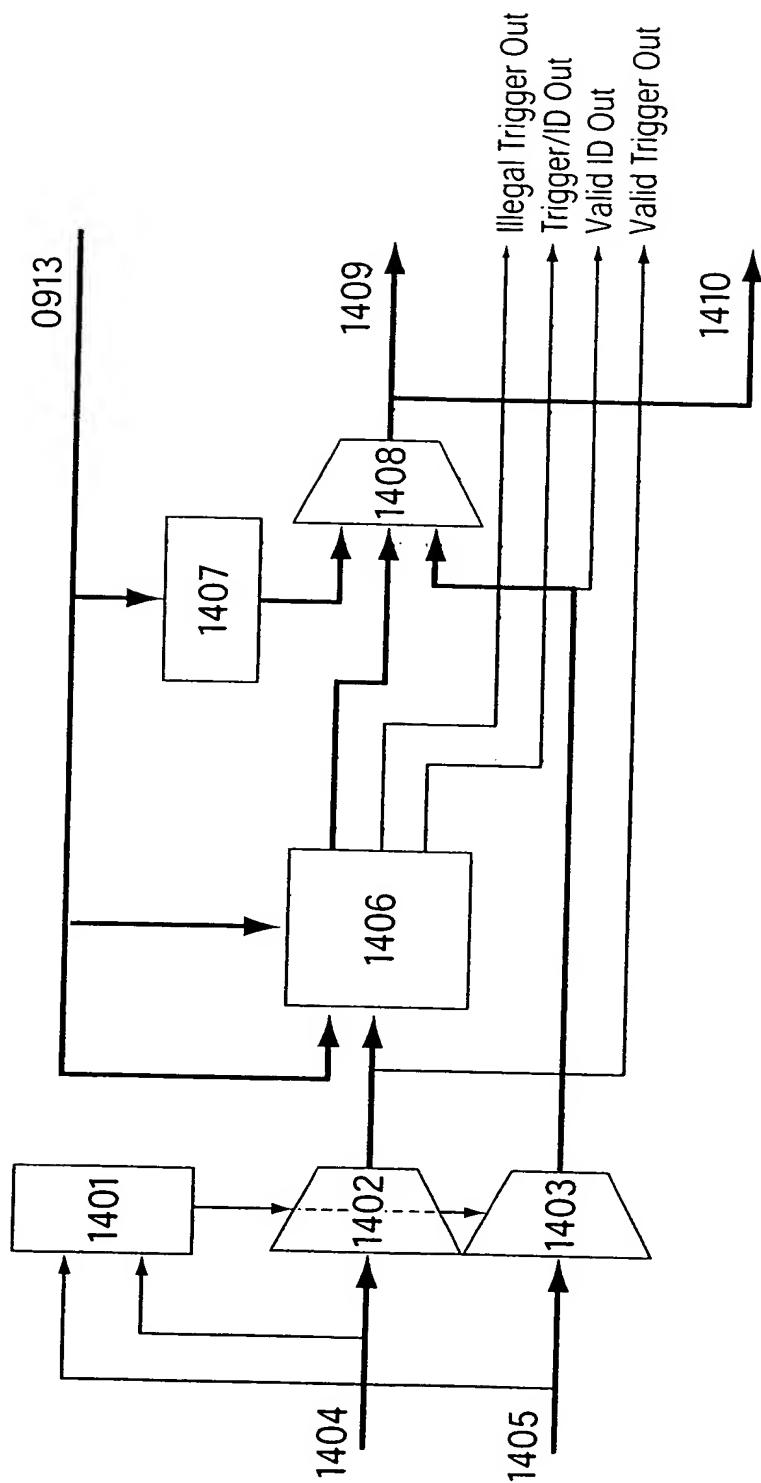 0913
1401
1407
1402
1406
1408
1409
1404
1403
1405
1410
Illegal Trigger Out
Trigger/ID Out
Valid ID Out
Valid Trigger Out